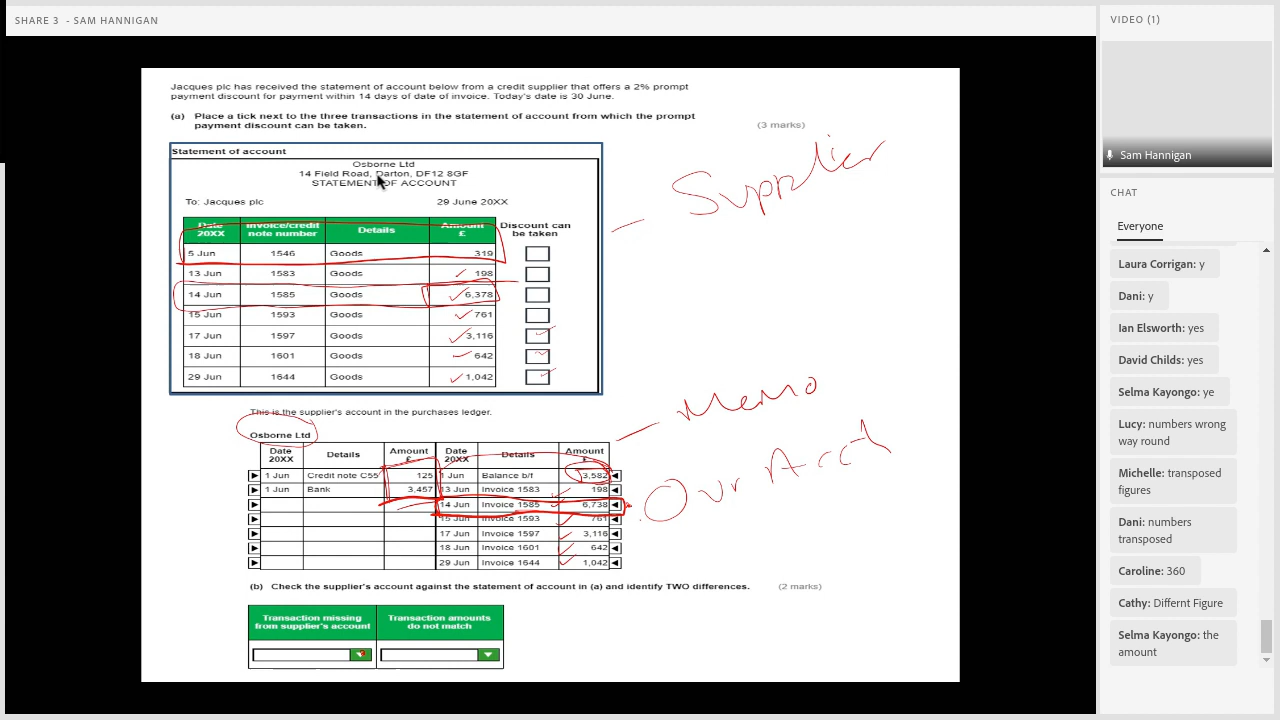 SHARE 3 - SAM HANNIGAN
Jacques plc has received the statement of account below from a credit supplier that offers a 2% prompt
payment discount for payment within 14 days of date of invoice. Today's date is 30 June.
(a) Place a tick next to the three transactions in the statement of account from which the prompt
payment discount can be taken.
(3 marks)
Statement of account
Osborne Ltd
14 Field Road, Darton, DF12 8GF
STATEMENT OF ACCOUNT
To: Jacques plc 29 June 20XX
Date 20XX Invoice/credit note number Details Amount £ Discount can be taken
5 Jun 1546 Goods 319
13 Jun 1583 Goods 198
14 Jun 1585 Goods 6,378
15 Jun 1593 Goods 761
17 Jun 1597 Goods 3,116
18 Jun 1601 Goods 642
29 Jun 1644 Goods 1,042
Supplier
This is the supplier's account in the purchases ledger.
Osborne Ltd
Memo
Our Acct
Date 20XX Details Amount £ Date 20XX Details Amount £
1 Jun Credit note C55 125 1 Jun Balance b/f 3,582
1 Jun Bank 3,457 13 Jun Invoice 1583 198
14 Jun Invoice 1585 6,738
15 Jun Invoice 1593 761
17 Jun Invoice 1597 3,116
18 Jun Invoice 1601 642
29 Jun Invoice 1644 1,042
(b) Check the supplier's account against the statement of account in (a) and identify TWO differences. (2 marks)
Transaction missing from supplier's account
Transaction amounts do not match
VIDEO (1)
Sam Hannigan
CHAT
Everyone
Laura Corrigan: y
Dani: y
Ian Elsworth: yes
David Childs: yes
Selma Kayongo: ye
Lucy: numbers wrong
way round
Michelle: transposed
figures
Dani: numbers
transposed
Caroline: 360
Cathy: Differnt Figure
Selma Kayongo: the
amount